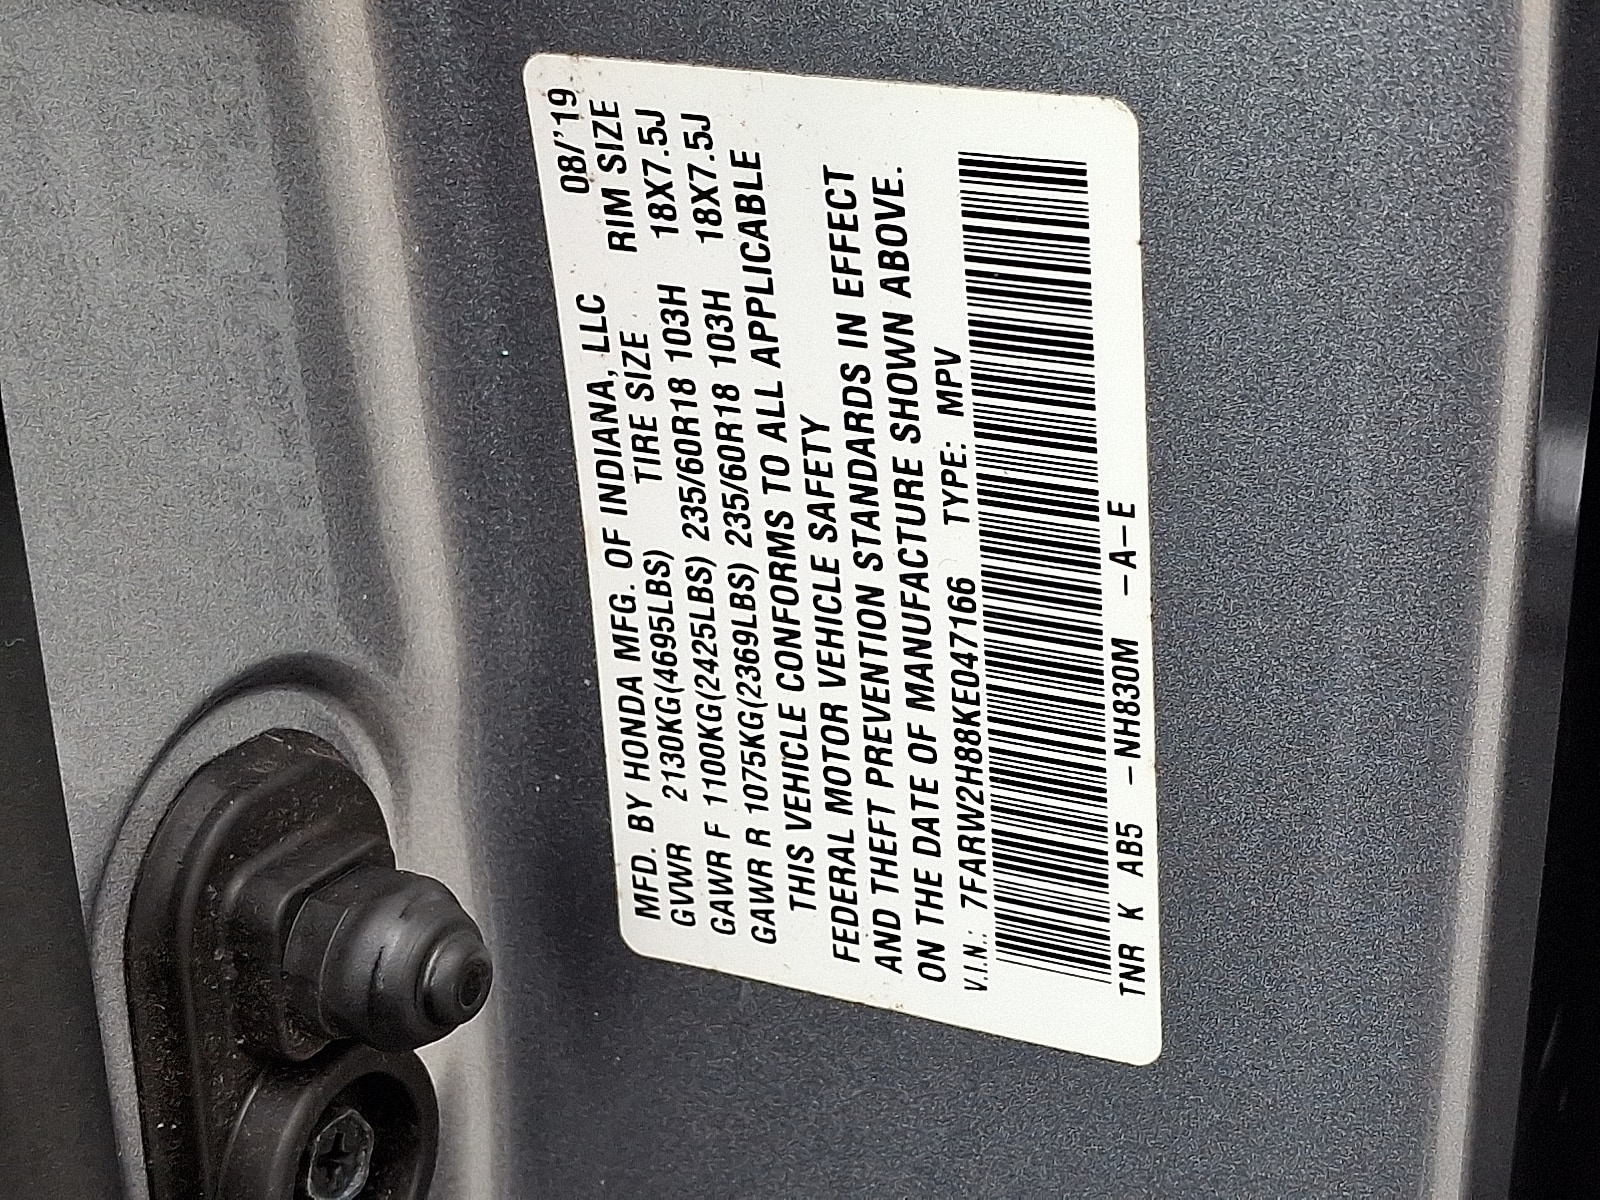 MFD. BY HONDA MFG. OF INDIANA, LLC 08/'19
TIRE SIZE RIM SIZE
GVWR 2130KG(4695LBS)
GAWR F 1100KG(2425LBS) 235/60R18 103H 18X7.5J
GAWR R 1075KG(2369LBS) 235/60R18 103H 18X7.5J
THIS VEHICLE CONFORMS TO ALL APPLICABLE
FEDERAL MOTOR VEHICLE SAFETY
AND THEFT PREVENTION STANDARDS IN EFFECT
ON THE DATE OF MANUFACTURE SHOWN ABOVE.
V.I.N.: 7FARW2H88KE047166 TYPE: MPV
TNR K AB5 –NH830M –A–E